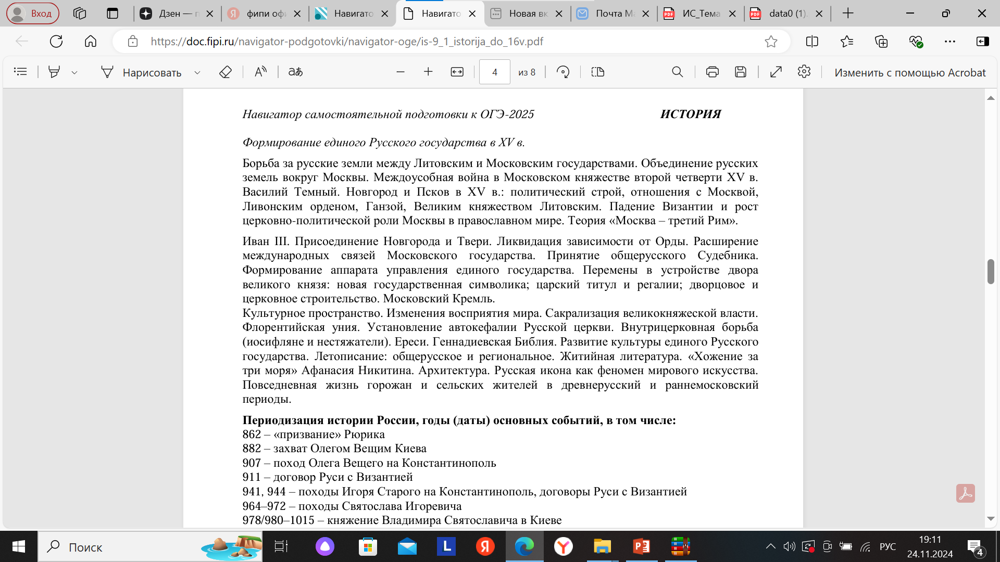 Вход
Дзен — п
фипи офи
Навигато
Навигато
Новая вк
Почта Ма
ИС_Тема
data0 (1).
https://doc.fipi.ru/navigator-podgotovki/navigator-oge/is-9_1_istorija_do_16v.pdf
Нарисовать
4 из 8
Изменить с помощью Acrobat
Навигатор самостоятельной подготовки к ОГЭ-2025 ИСТОРИЯ
Формирование единого Русского государства в XV в.
Борьба за русские земли между Литовским и Московским государствами. Объединение русских
земель вокруг Москвы. Междоусобная война в Московском княжестве второй четверти XV в.
Василий Темный. Новгород и Псков в XV в.: политический строй, отношения с Москвой,
Ливонским орденом, Ганзой, Великим княжеством Литовским. Падение Византии и рост
церковно-политической роли Москвы в православном мире. Теория «Москва – третий Рим».
Иван III. Присоединение Новгорода и Твери. Ликвидация зависимости от Орды. Расширение
международных связей Московского государства. Принятие общерусского Судебника.
Формирование аппарата управления единого государства. Перемены в устройстве двора
великого князя: новая государственная символика; царский титул и регалии; дворцовое и
церковное строительство. Московский Кремль.
Культурное пространство. Изменения восприятия мира. Сакрализация великокняжеской власти.
Флорентийская уния. Установление автокефалии Русской церкви. Внутрицерковная борьба
(иосифляне и нестяжатели). Ереси. Геннадиевская Библия. Развитие культуры единого Русского
государства. Летописание: общерусское и региональное. Житийная литература. «Хожение за
три моря» Афанасия Никитина. Архитектура. Русская икона как феномен мирового искусства.
Повседневная жизнь горожан и сельских жителей в древнерусский и раннемосковский
периоды.
Периодизация истории России, годы (даты) основных событий, в том числе:
862 – «призвание» Рюрика
882 – захват Олегом Вещим Киева
907 – поход Олега Вещего на Константинополь
911 – договор Руси с Византией
941, 944 – походы Игоря Старого на Константинополь, договоры Руси с Византией
964–972 – походы Святослава Игоревича
978/980–1015 – княжение Владимира Святославича в Киеве
Поиск
РУС
19:11
24.11.2024
4